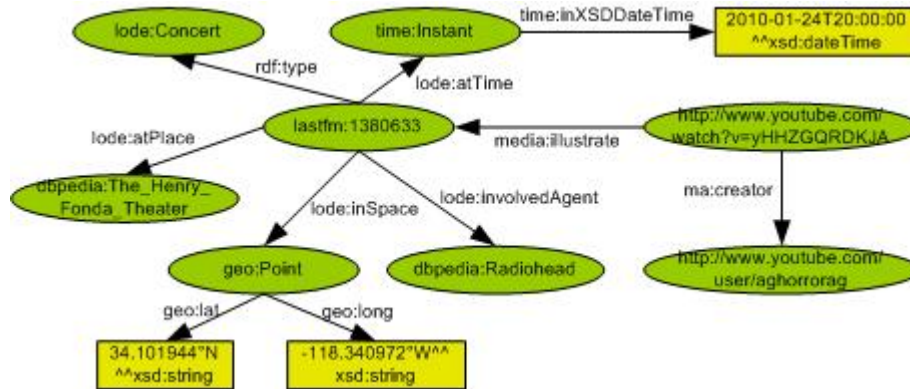 time:inXSDDateTime
lode:Concert
time:Instant
2010-01-24T20:00:00
^^xsd:dateTime
rdf:type
lode:atTime
lode:atPlace
lastfm:1380633
media:illustrate
http://www.youtube.com/
watch?v=yHHZGQRDKJA
dbpedia:The_Henry_
Fonda_Theater
lode:inSpace
lode:involvedAgent
ma:creator
geo:Point
dbpedia:Radiohead
http://www.youtube.com/
user/aghorrorag
geo:lat
geo:long
34.101944°N
^^xsd:string
-118.340972°W^^
xsd:string